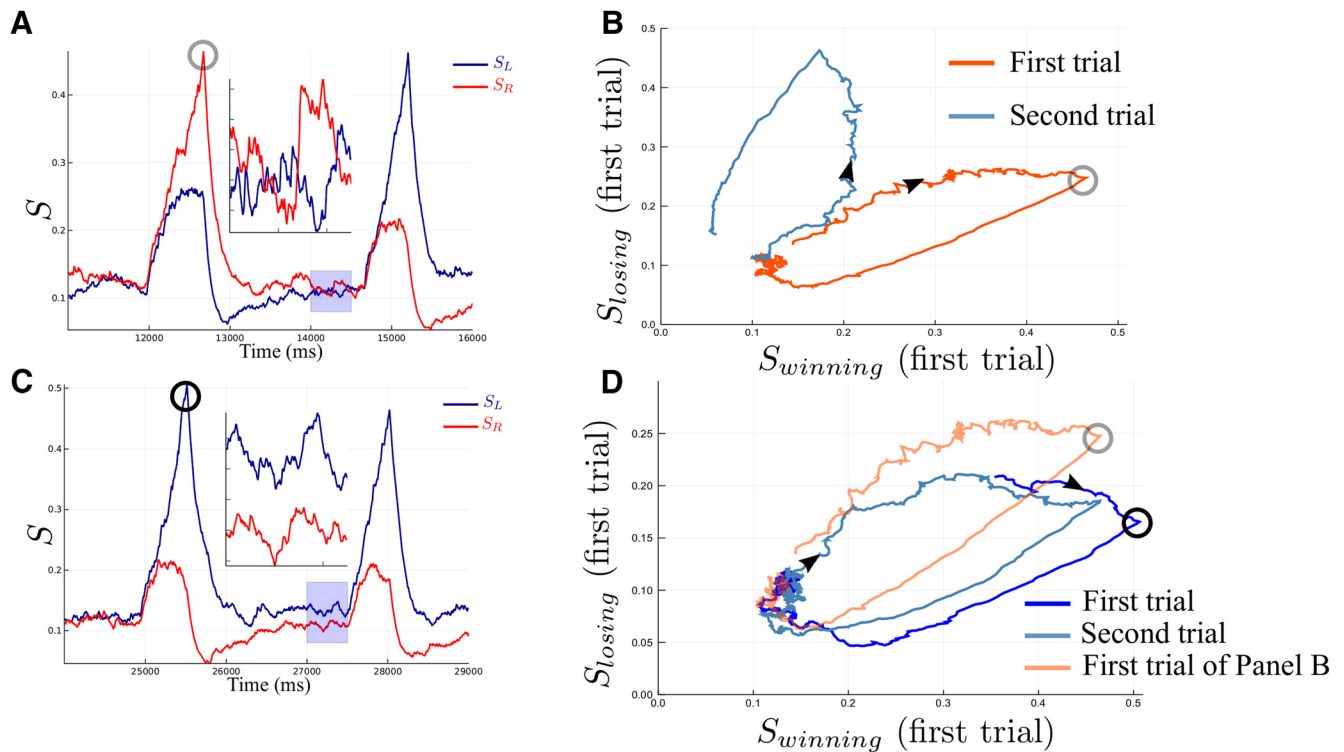 A
S
0.4
0.3
0.2
0.1
12000
13000
14000
15000
16000
Time (ms)
S_L
S_R
B
S_losing (first trial)
0.5
0.4
0.3
0.2
0.1
0.0
0.0
0.1
0.2
0.3
0.4
0.5
S_winning (first trial)
First trial
Second trial
C
S
0.5
0.4
0.3
0.2
0.1
25000
26000
27000
28000
29000
Time (ms)
S_L
S_R
D
S_losing (first trial)
0.25
0.20
0.15
0.10
0.05
0.00
0.0
0.1
0.2
0.3
0.4
0.5
S_winning (first trial)
First trial
Second trial
First trial of Panel B